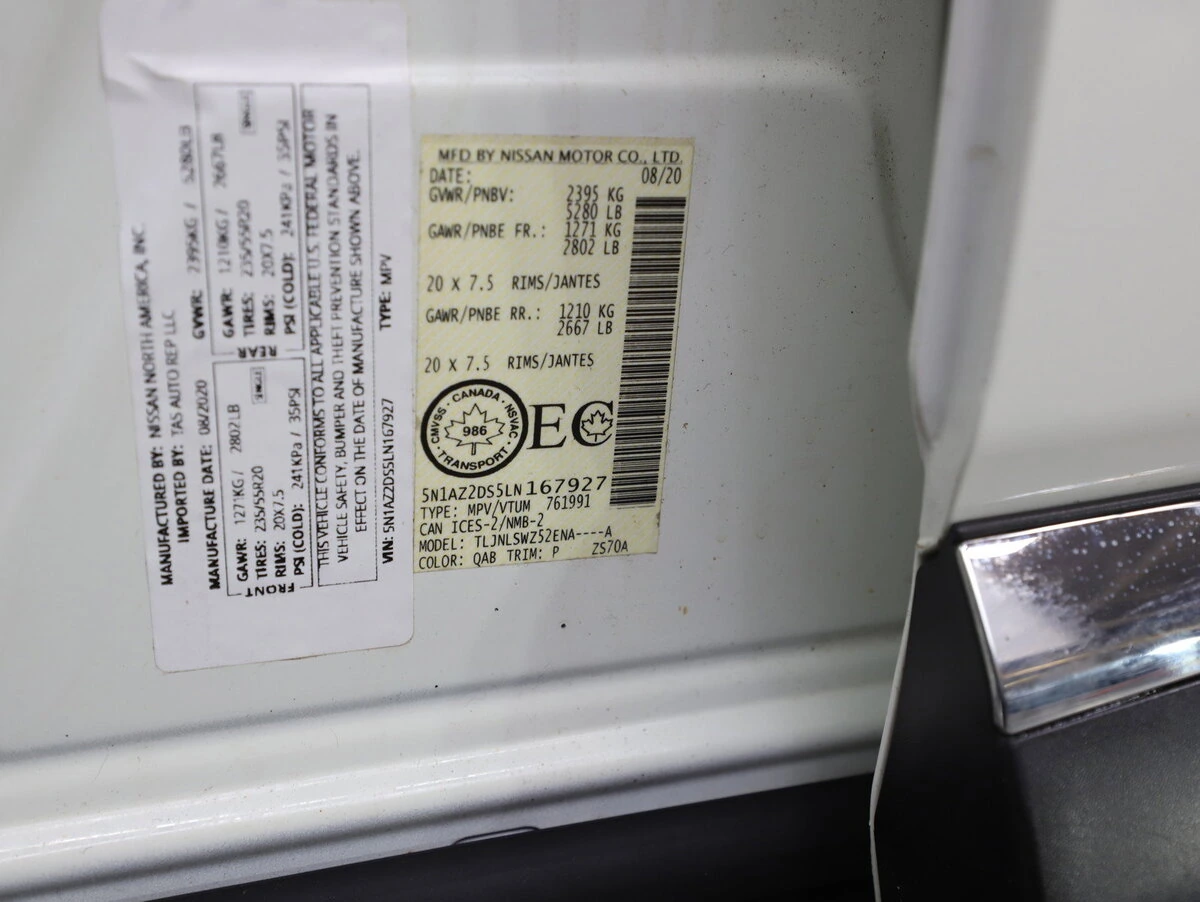 MANUFACTURED BY: NISSAN NORTH AMERICA, INC.
IMPORTED BY: TAS AUTO REP LLC
MANUFACTURE DATE: 08/2020 GVWR: 2395KG / 5280LB
GAWR: 1271KG / 2802LB
TIRES: 235/55R20 SINGLE
RIMS: 20X7.5
PSI (COLD): 241KPa / 35PSI
FRONT
GAWR: 1210KG / 2667LB
TIRES: 235/55R20 SINGLE
RIMS: 20X7.5
PSI (COLD): 241KPa / 35PSI
REAR
THIS VEHICLE CONFORMS TO ALL APPLICABLE U.S. FEDERAL MOTOR
VEHICLE SAFETY, BUMPER AND THEFT PREVENTION STANDARDS IN
EFFECT ON THE DATE OF MANUFACTURE SHOWN ABOVE.
VIN: 5N1AZ2DS5LN167927 TYPE: MPV
MFD BY NISSAN MOTOR CO., LTD.
DATE: 08/20
GVWR/PNBV: 2395 KG
5280 LB
GAWR/PNBE FR.: 1271 KG
2802 LB
20 X 7.5 RIMS/JANTES
GAWR/PNBE RR.: 1210 KG
2667 LB
20 X 7.5 RIMS/JANTES
CMVSS · CANADA · NSVAC · TRANSPORT ·
986
EC
5N1AZ2DS5LN167927
TYPE: MPV/VTUM 761991
CAN ICES-2/NMB-2
MODEL: TLJNLSWZ52ENA----A
COLOR: QAB TRIM: P ZS70A